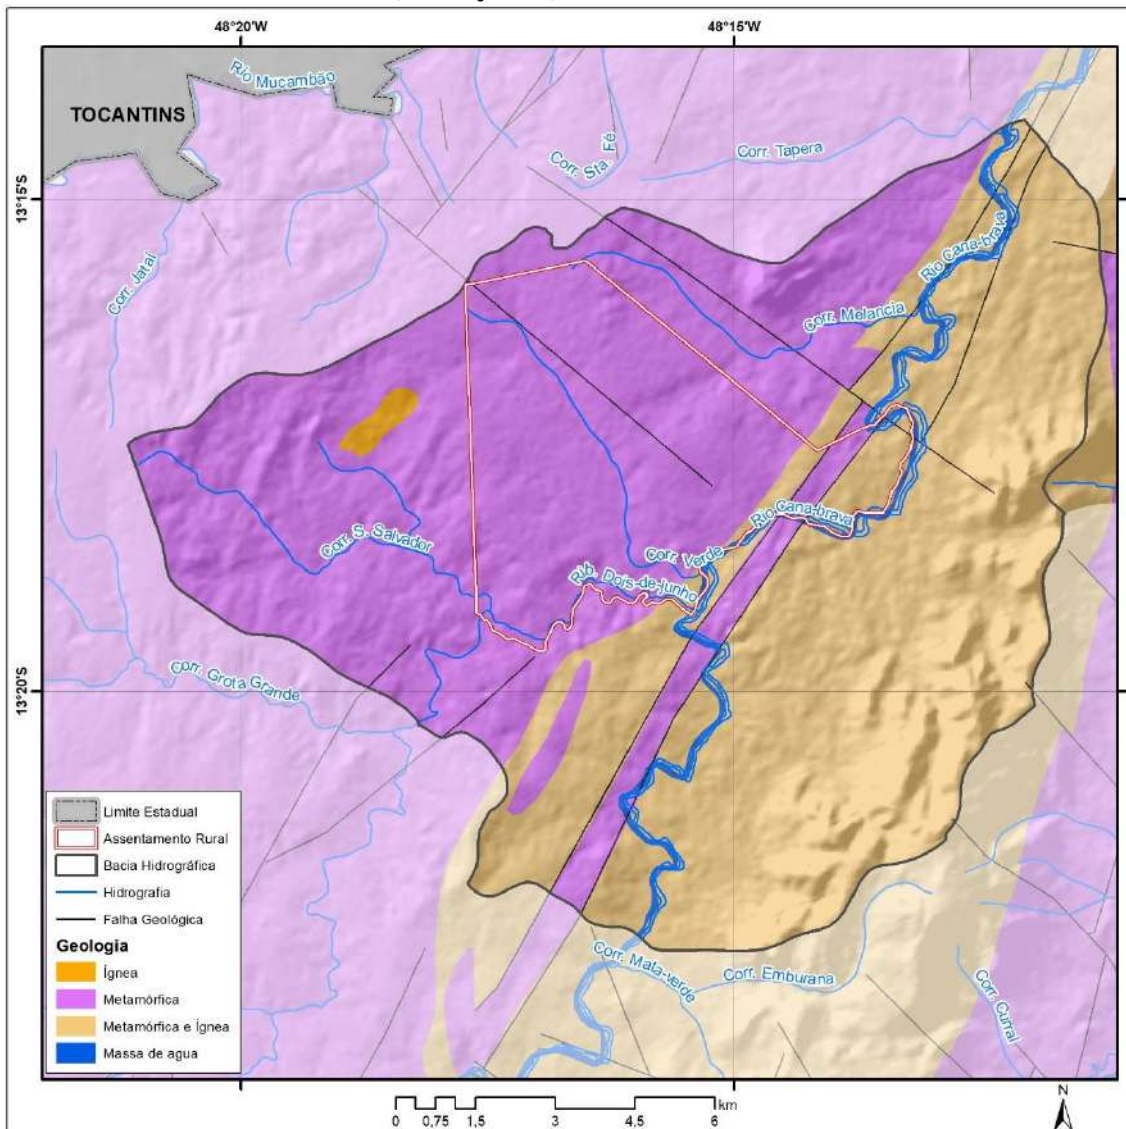 48°20'W
48°15'W
Rio Mucambão
TOCANTINS
Corr. Sta. Fé
Corr. Tapera
13°15'S
Rio Cana-brava
Corr. Jataí
Corr. Melancia
Rio Cana-brava
Corr. S. Salvador
Corr. Verde
Rib. Dois-de-junho
Corr. Grota Grande
13°20'S
Limite Estadual
Assentamento Rural
Bacia Hidrográfica
Hidrografia
Falha Geológica
Geologia
Ígnea
Metamórfica
Metamórfica e Ígnea
Massa de agua
Corr. Mata-verde
Corr. Emburana
Corr. Curral
km
0 0,75 1,5 3 4,5 6
N